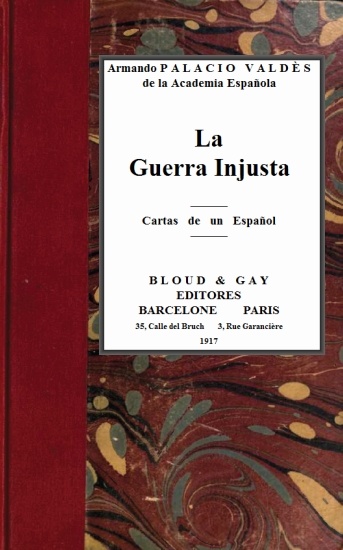 Armando PALACIO VALDÈS
de la Academia Española
La
Guerra Injusta
Cartas de un Español
BLOUD & GAY
EDITORES
BARCELONE PARIS
35, Calle del Bruch 3, Rue Garancière
1917